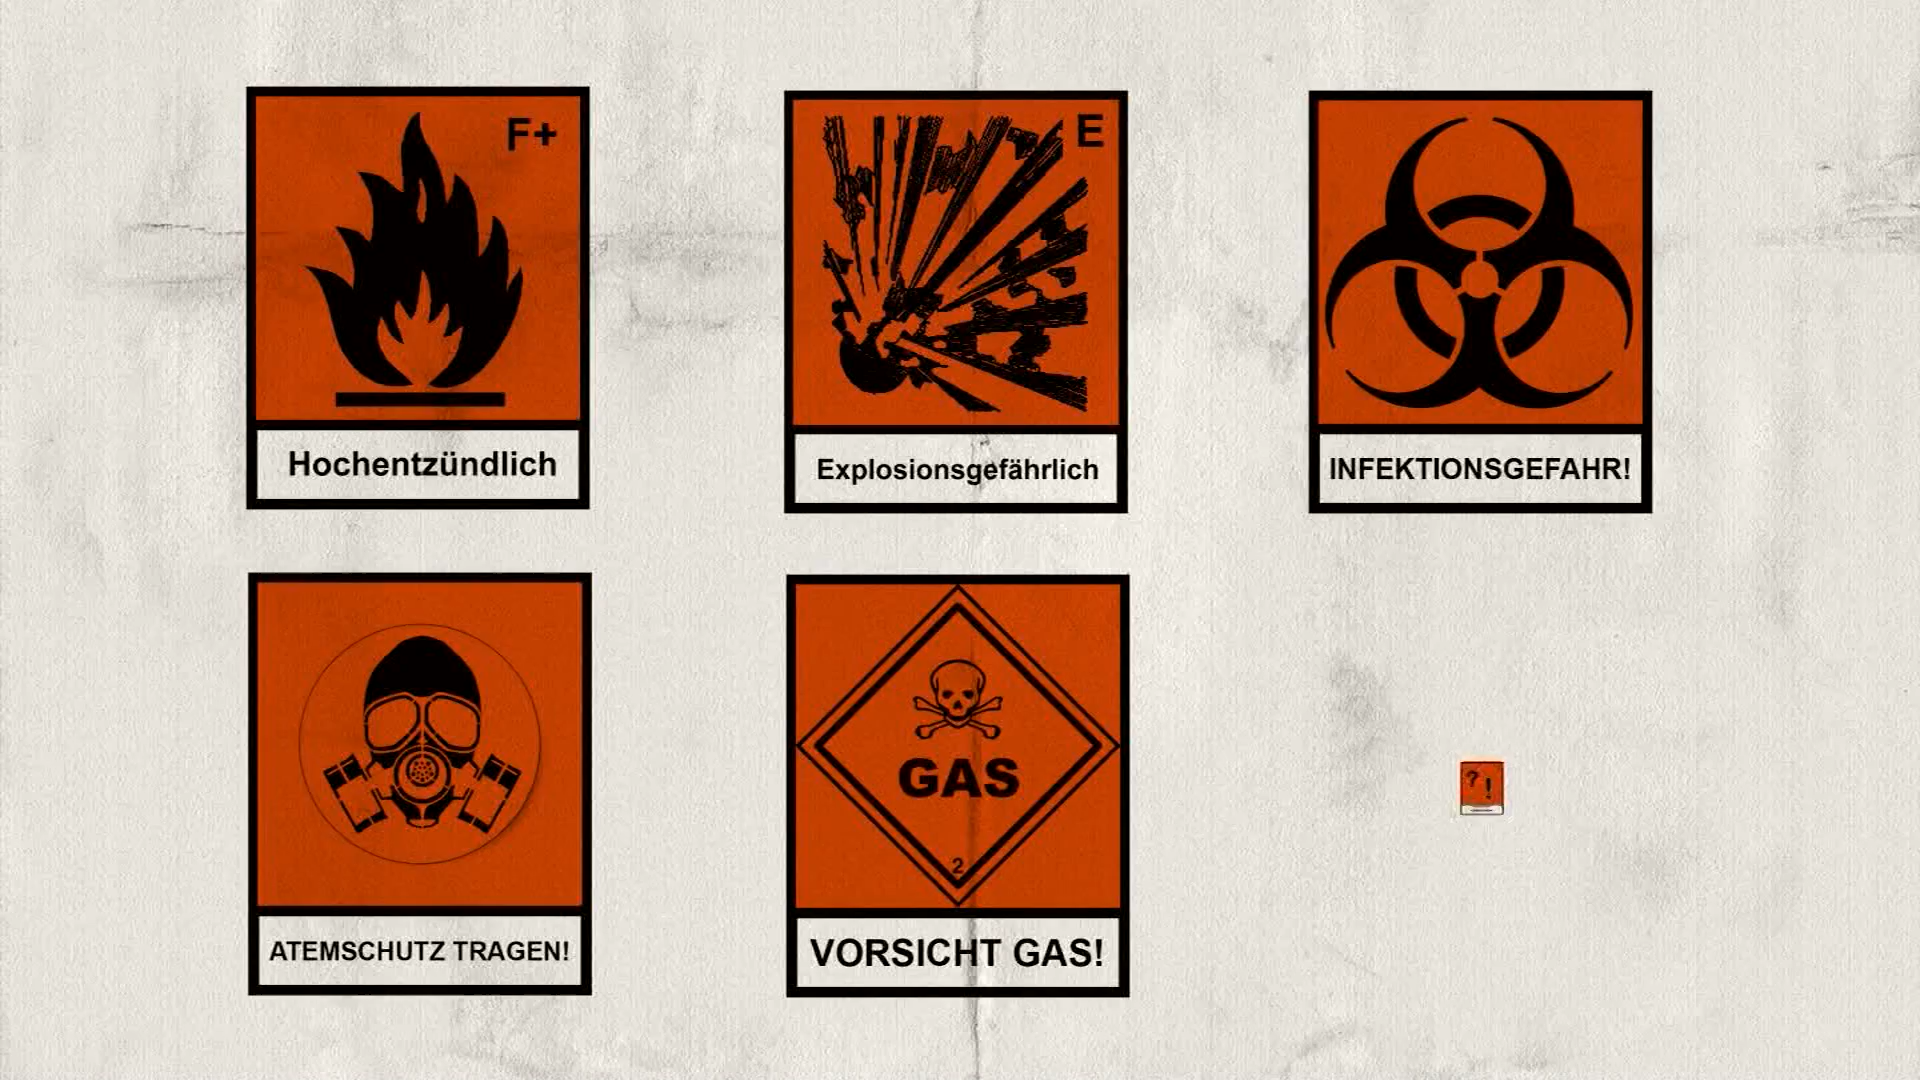 F+
Hochentzündlich
E
Explosionsgefährlich
INFEKTIONSGEFAHR!
ATEMSCHUTZ TRAGEN!
GAS
2
VORSICHT GAS!
? !